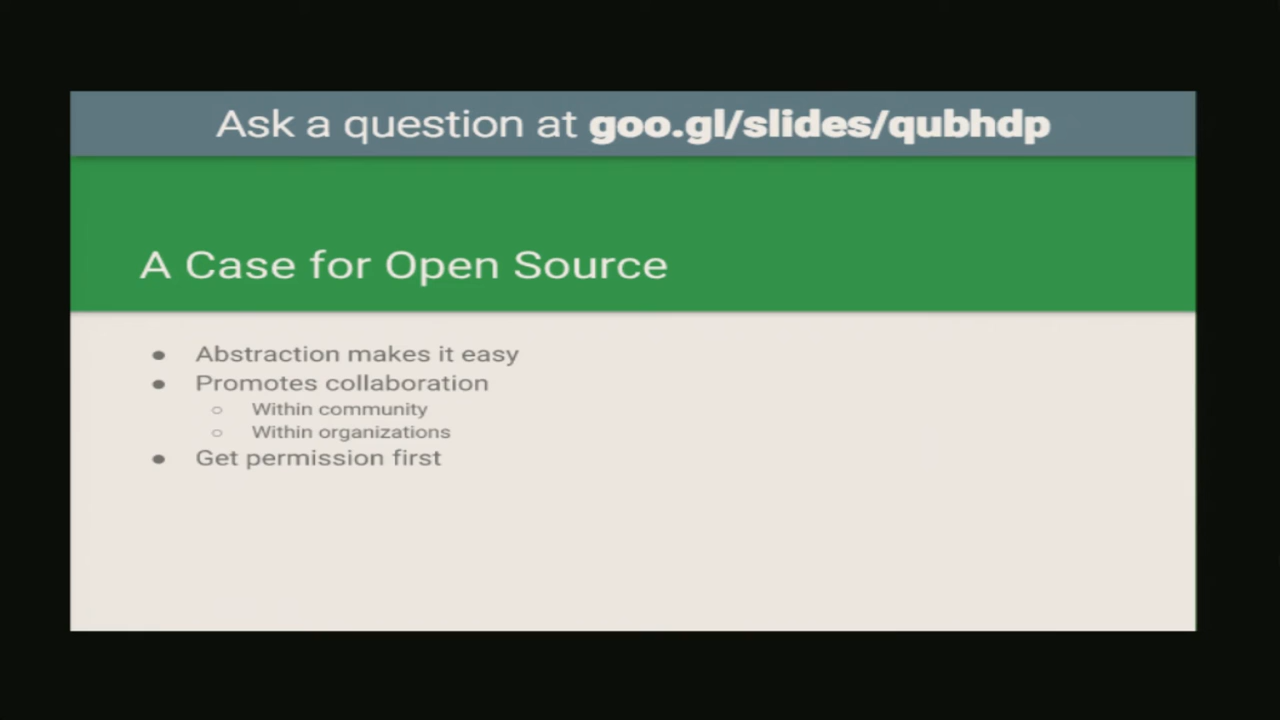 Ask a question at goo.gl/slides/qubhdp
A Case for Open Source
● Abstraction makes it easy
● Promotes collaboration
○ Within community
○ Within organizations
● Get permission first